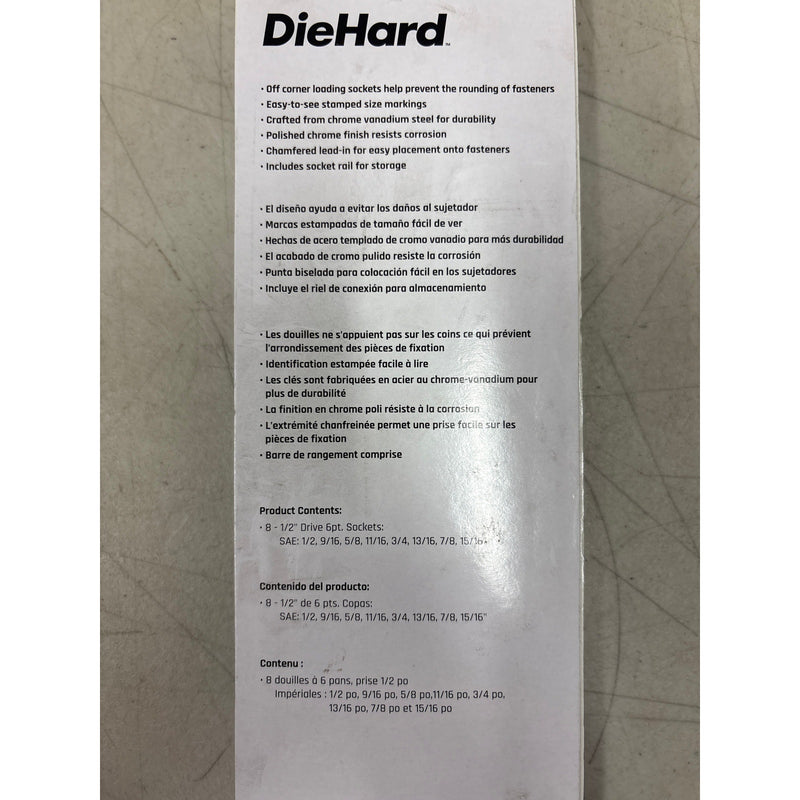 DieHard™
· Off corner loading sockets help prevent the rounding of fasteners
· Easy-to-see stamped size markings
· Crafted from chrome vanadium steel for durability
· Polished chrome finish resists corrosion
· Chamfered lead-in for easy placement onto fasteners
· Includes socket rail for storage
· El diseño ayuda a evitar los daños al sujetador
· Marcas estampadas de tamaño fácil de ver
· Hechas de acero templado de cromo vanadio para más durabilidad
· El acabado de cromo pulido resiste la corrosión
· Punta biselada para colocación fácil en los sujetadores
· Incluye el riel de conexión para almacenamiento
· Les douilles ne s'appuient pas sur les coins ce qui prévient
l'arrondissement des pièces de fixation
· Identification estampée facile à lire
· Les clés sont fabriquées en acier au chrome-vanadium pour
plus de durabilité
· La finition en chrome poli résiste à la corrosion
· L'extrémité chanfreinée permet une prise facile sur les
pièces de fixation
· Barre de rangement comprise
Product Contents:
· 8 - 1/2" Drive 6pt. Sockets:
SAE: 1/2, 9/16, 5/8, 11/16, 3/4, 13/16, 7/8, 15/16"
Contenido del producto:
· 8 - 1/2" de 6 pts. Copas:
SAE: 1/2, 9/16, 5/8, 11/16, 3/4, 13/16, 7/8, 15/16"
Contenu :
· 8 douilles à 6 pans, prise 1/2 po
Impériales : 1/2 po, 9/16 po, 5/8 po,11/16 po, 3/4 po,
13/16 po, 7/8 po et 15/16 po